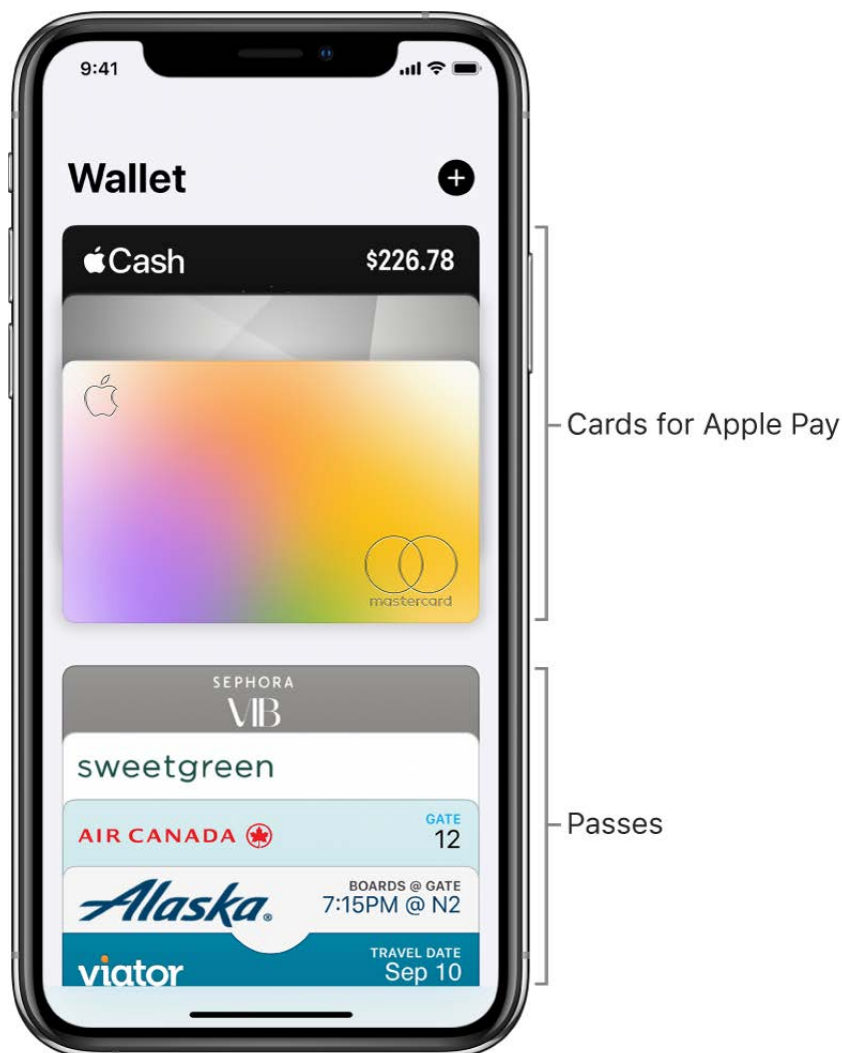 9:41
Wallet
Cash $226.78
mastercard
Cards for Apple Pay
SEPHORA
VIB
sweetgreen
AIR CANADA
GATE
12
Passes
Alaska.
BOARDS @ GATE
7:15PM @ N2
viator
TRAVEL DATE
Sep 10